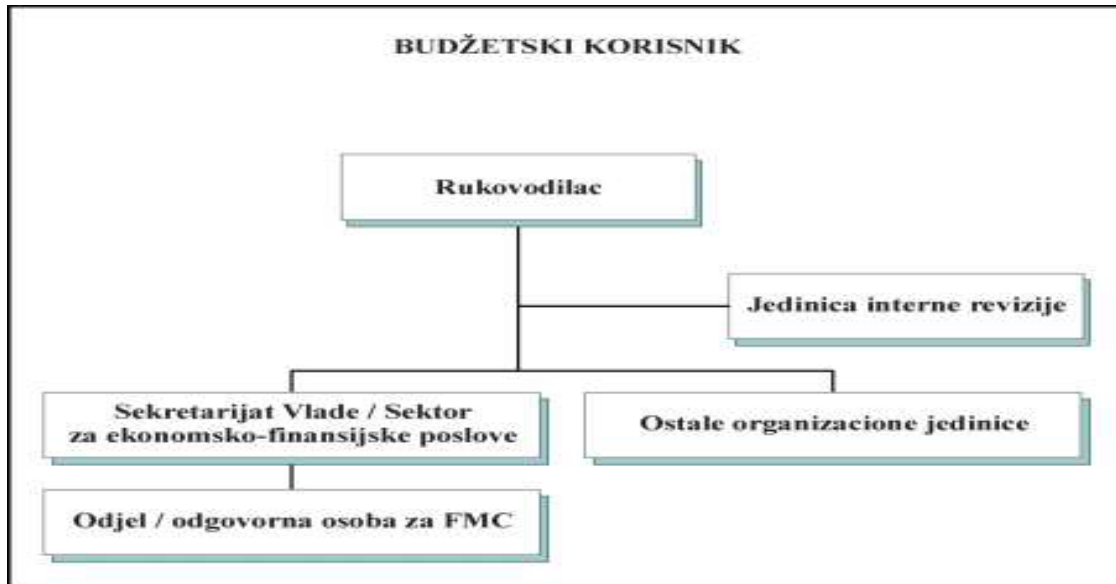 BUDŽETSKI KORISNIK
Rukovodilac
Jedinica interne revizije
Sekretarijat Vlade / Sektor
za ekonomsko-finansijske poslove
Ostale organizacione jedinice
Odjel / odgovorna osoba za FMC